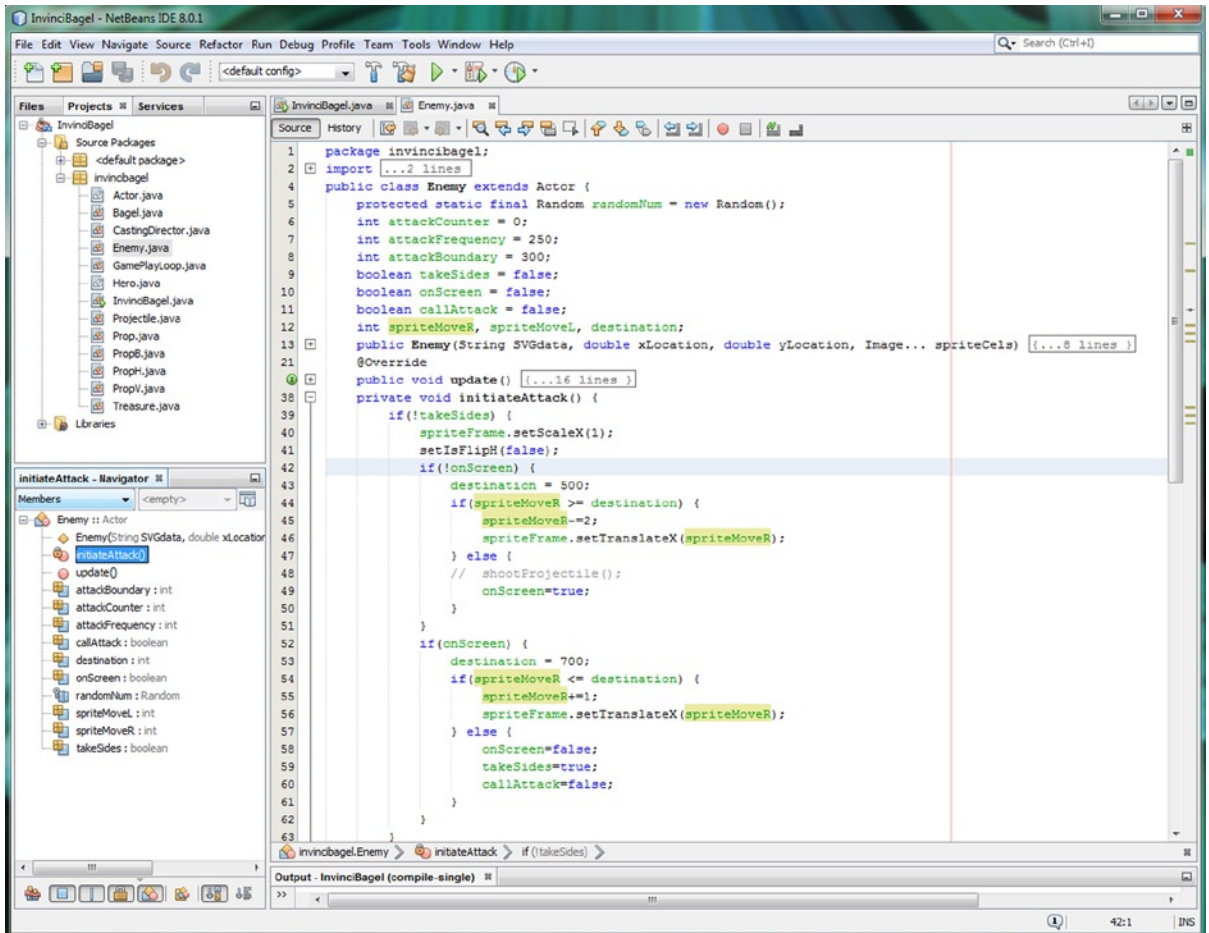 InvinciBagel - NetBeans IDE 8.0.1
File Edit View Navigate Source Refactor Run Debug Profile Team Tools Window Help
Search (Ctrl+I)
<default config>
Files Projects Services
InvinciBagel
Source Packages
<default package>
invincibagel
Actor.java
Bagel.java
CastingDirector.java
Enemy.java
GamePlayLoop.java
Hero.java
InvinciBagel.java
Projectile.java
Prop.java
PropB.java
PropH.java
PropV.java
Treasure.java
Libraries
initiateAttack - Navigator
Members <empty>
Enemy :: Actor
Enemy(String SVGdata, double xLocation
initiateAttack()
update()
attackBoundary : int
attackCounter : int
attackFrequency : int
callAttack : boolean
destination : int
onScreen : boolean
randomNum : Random
spriteMoveL : int
spriteMoveR : int
takeSides : boolean
InvinciBagel.java Enemy.java
Source History
1 package invincibagel;
2 import ...2 lines
4 public class Enemy extends Actor {
5 protected static final Random randomNum = new Random();
6 int attackCounter = 0;
7 int attackFrequency = 250;
8 int attackBoundary = 300;
9 boolean takeSides = false;
10 boolean onScreen = false;
11 boolean callAttack = false;
12 int spriteMoveR, spriteMoveL, destination;
13 public Enemy(String SVGdata, double xLocation, double yLocation, Image... spriteCels) {...8 lines }
21 @Override
public void update() {...16 lines }
38 private void initiateAttack() {
39 if(!takeSides) {
40 spriteFrame.setScaleX(1);
41 setIsFlipH(false);
42 if(!onScreen) {
43 destination = 500;
44 if(spriteMoveR >= destination) {
45 spriteMoveR-=2;
46 spriteFrame.setTranslateX(spriteMoveR);
47 } else {
48 // shootProjectile();
49 onScreen=true;
50 }
51 }
52 if(onScreen) {
53 destination = 700;
54 if(spriteMoveR <= destination) {
55 spriteMoveR+=1;
56 spriteFrame.setTranslateX(spriteMoveR);
57 } else {
58 onScreen=false;
59 takeSides=true;
60 callAttack=false;
61 }
62 }
63 }
invincibagel.Enemy initiateAttack if (!takeSides)
Output - InvinciBagel (compile-single)
42:1 INS